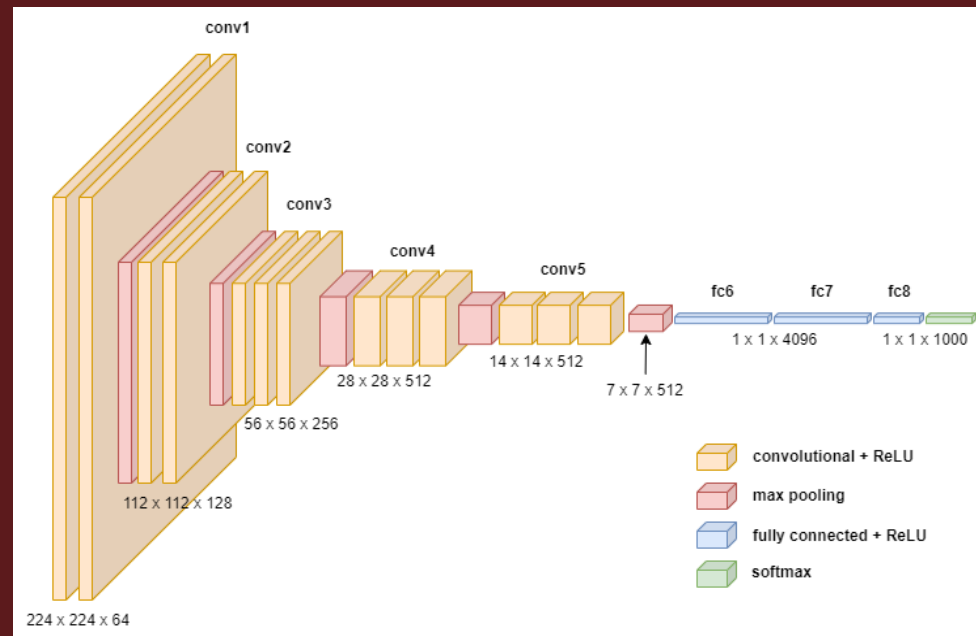 conv1
conv2
conv3
conv4
conv5
fc6
fc7
fc8
1 x 1 x 4096
1 x 1 x 1000
14 x 14 x 512
28 x 28 x 512
7 x 7 x 512
56 x 56 x 256
112 x 112 x 128
224 x 224 x 64
convolutional + ReLU
max pooling
fully connected + ReLU
softmax